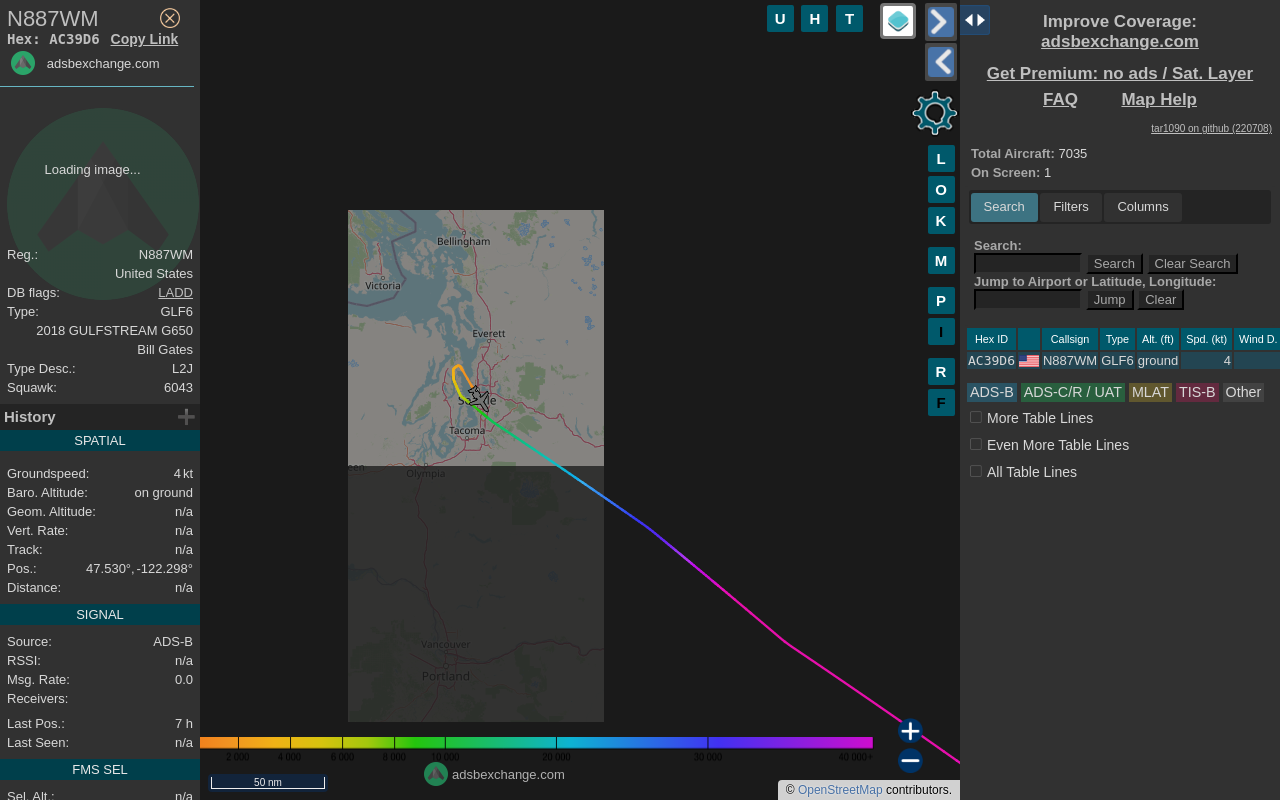 N887WM
Hex: AC39D6 Copy Link
adsbexchange.com
Loading image...
Reg.: N887WM
United States
DB flags: LADD
Type: GLF6
2018 GULFSTREAM G650
Bill Gates
Type Desc.: L2J
Squawk: 6043
History
SPATIAL
Groundspeed: 4 kt
Baro. Altitude: on ground
Geom. Altitude: n/a
Vert. Rate: n/a
Track: n/a
Pos.: 47.530°, -122.298°
Distance: n/a
SIGNAL
Source: ADS-B
RSSI: n/a
Msg. Rate: 0.0
Receivers:
Last Pos.: 7 h
Last Seen: n/a
FMS SEL
Sel. Alt.: n/a
U H T
L
O
K
M
P
I
R
F
Bellingham
Victoria
Everett
Tacoma
Olympia
Vancouver
Portland
2 000 4 000 6 000 8 000 10 000 20 000 30 000 40 000+
adsbexchange.com
50 nm
© OpenStreetMap contributors.
Improve Coverage:
adsbexchange.com
Get Premium: no ads / Sat. Layer
FAQ Map Help
tar1090 on github (220708)
Total Aircraft: 7035
On Screen: 1
Search Filters Columns
Search:
Search Clear Search
Jump to Airport or Latitude, Longitude:
Jump Clear
Hex ID Callsign Type Alt. (ft) Spd. (kt) Wind D.
AC39D6 N887WM GLF6 ground 4
ADS-B ADS-C/R / UAT MLAT TIS-B Other
More Table Lines
Even More Table Lines
All Table Lines